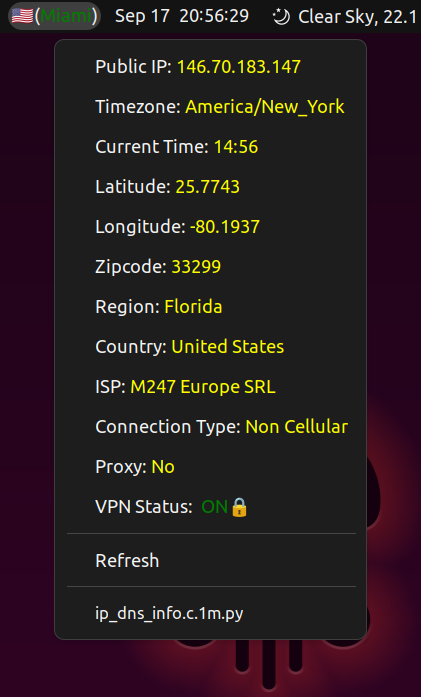 (Miami) Sep 17 20:56:29 Clear Sky, 22.1
Public IP: 146.70.183.147
Timezone: America/New_York
Current Time: 14:56
Latitude: 25.7743
Longitude: -80.1937
Zipcode: 33299
Region: Florida
Country: United States
ISP: M247 Europe SRL
Connection Type: Non Cellular
Proxy: No
VPN Status: ON
Refresh
ip_dns_info.c.1m.py